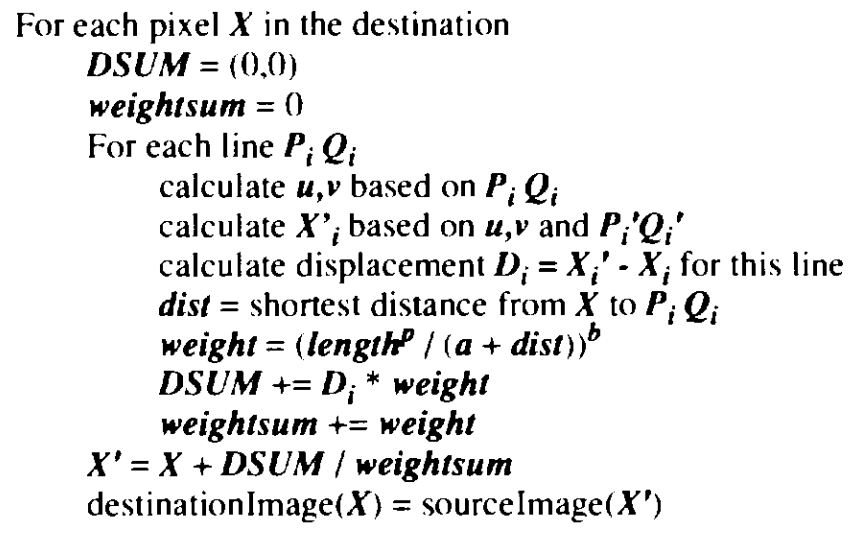 For each pixel X in the destination
DSUM = (0,0)
weightsum = 0
For each line Pi Qi
calculate u,v based on Pi Qi
calculate X'i based on u,v and Pi'Qi'
calculate displacement Di = Xi' - Xi for this line
dist = shortest distance from X to Pi Qi
weight = (length^p / (a + dist))^b
DSUM += Di * weight
weightsum += weight
X' = X + DSUM / weightsum
destinationImage(X) = sourceImage(X')